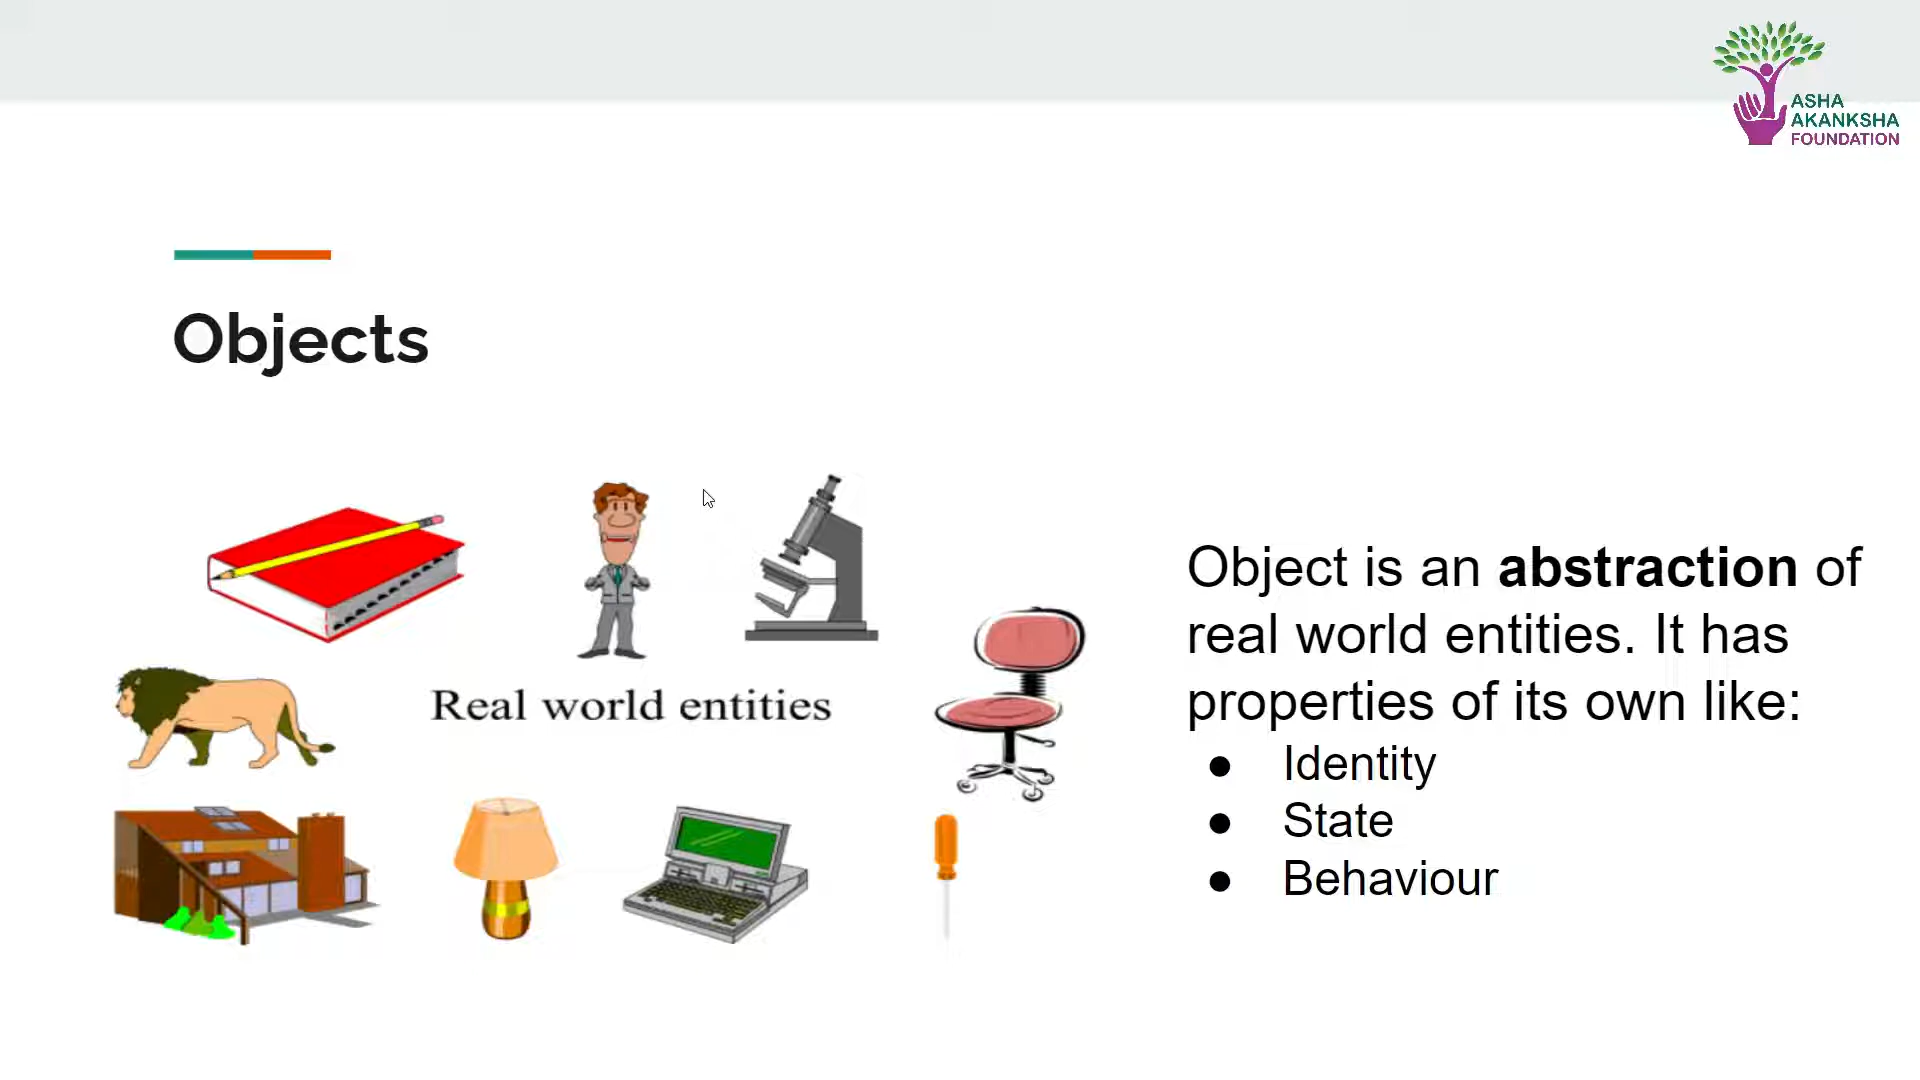 ASHA
AKANKSHA
FOUNDATION
Objects
Real world entities
Object is an abstraction of
real world entities. It has
properties of its own like:
● Identity
● State
● Behaviour